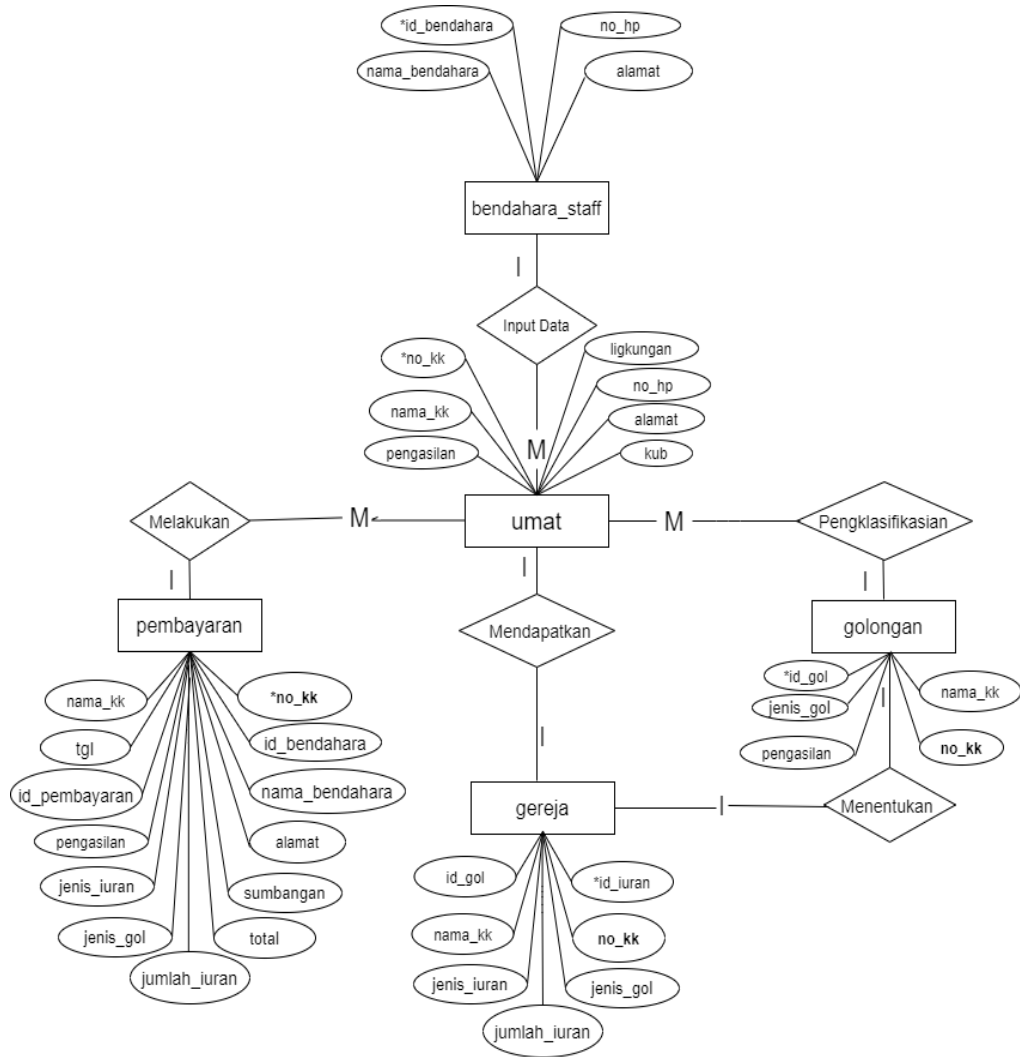 *id_bendahara
no_hp
nama_bendahara
alamat
bendahara_staff
I
Input Data
*no_kk
ligkungan
nama_kk
no_hp
alamat
pengasilan
M
kub
Melakukan
M
umat
M
Pengklasifikasian
I
I
I
pembayaran
Mendapatkan
golongan
nama_kk
*no_kk
tgl
id_bendahara
id_pembayaran
nama_bendahara
pengasilan
alamat
jenis_iuran
sumbangan
jenis_gol
total
jumlah_iuran
*id_gol
nama_kk
jenis_gol
I
pengasilan
no_kk
I
gereja
I
Menentukan
id_gol
*id_iuran
nama_kk
no_kk
jenis_iuran
jenis_gol
jumlah_iuran